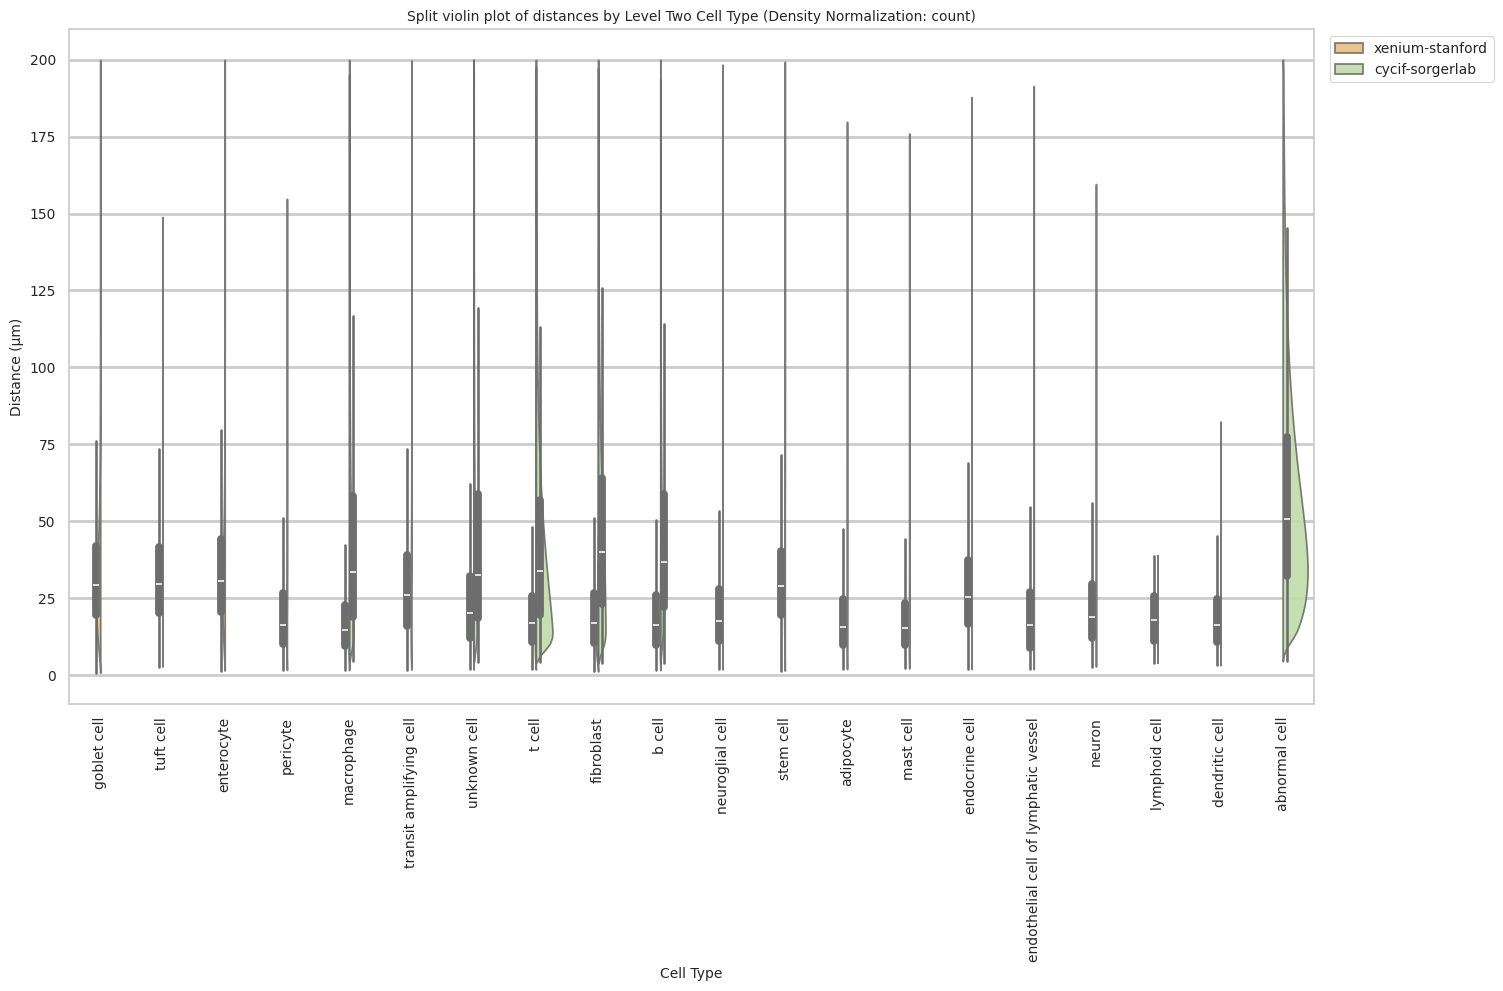 Split violin plot of distances by Level Two Cell Type (Density Normalization: count)
xenium-stanford
cycif-sorgerlab
200
175
150
125
100
75
50
25
0
Distance (μm)
goblet cell
tuft cell
enterocyte
pericyte
macrophage
transit amplifying cell
unknown cell
t cell
fibroblast
b cell
neuroglial cell
stem cell
adipocyte
mast cell
endocrine cell
endothelial cell of lymphatic vessel
neuron
lymphoid cell
dendritic cell
abnormal cell
Cell Type